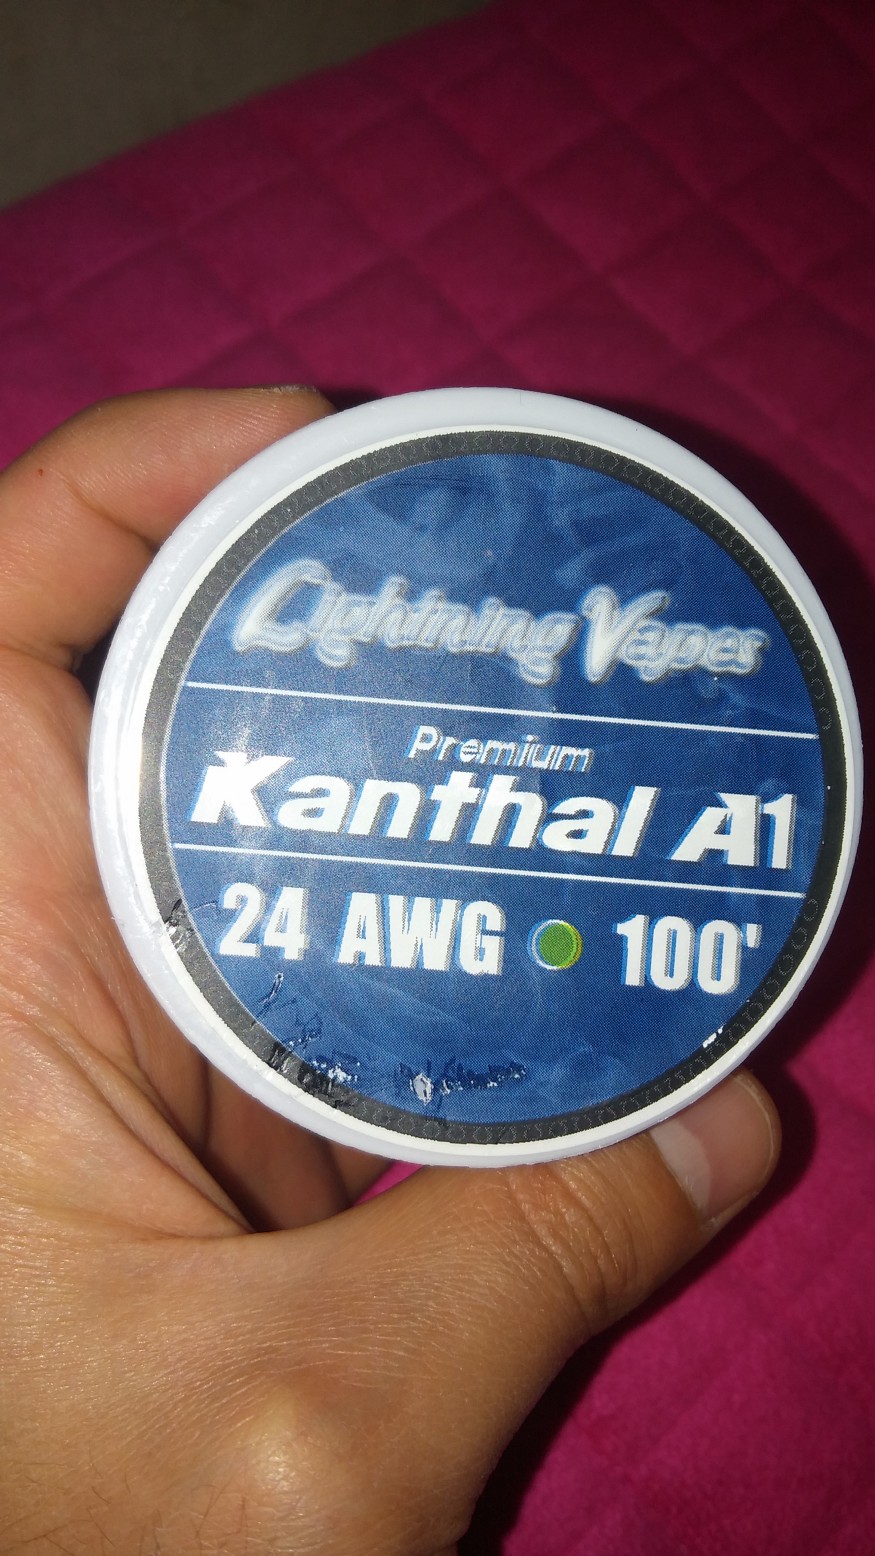 Lightning Vapes
Premium
Kanthal A1
24 AWG 100'